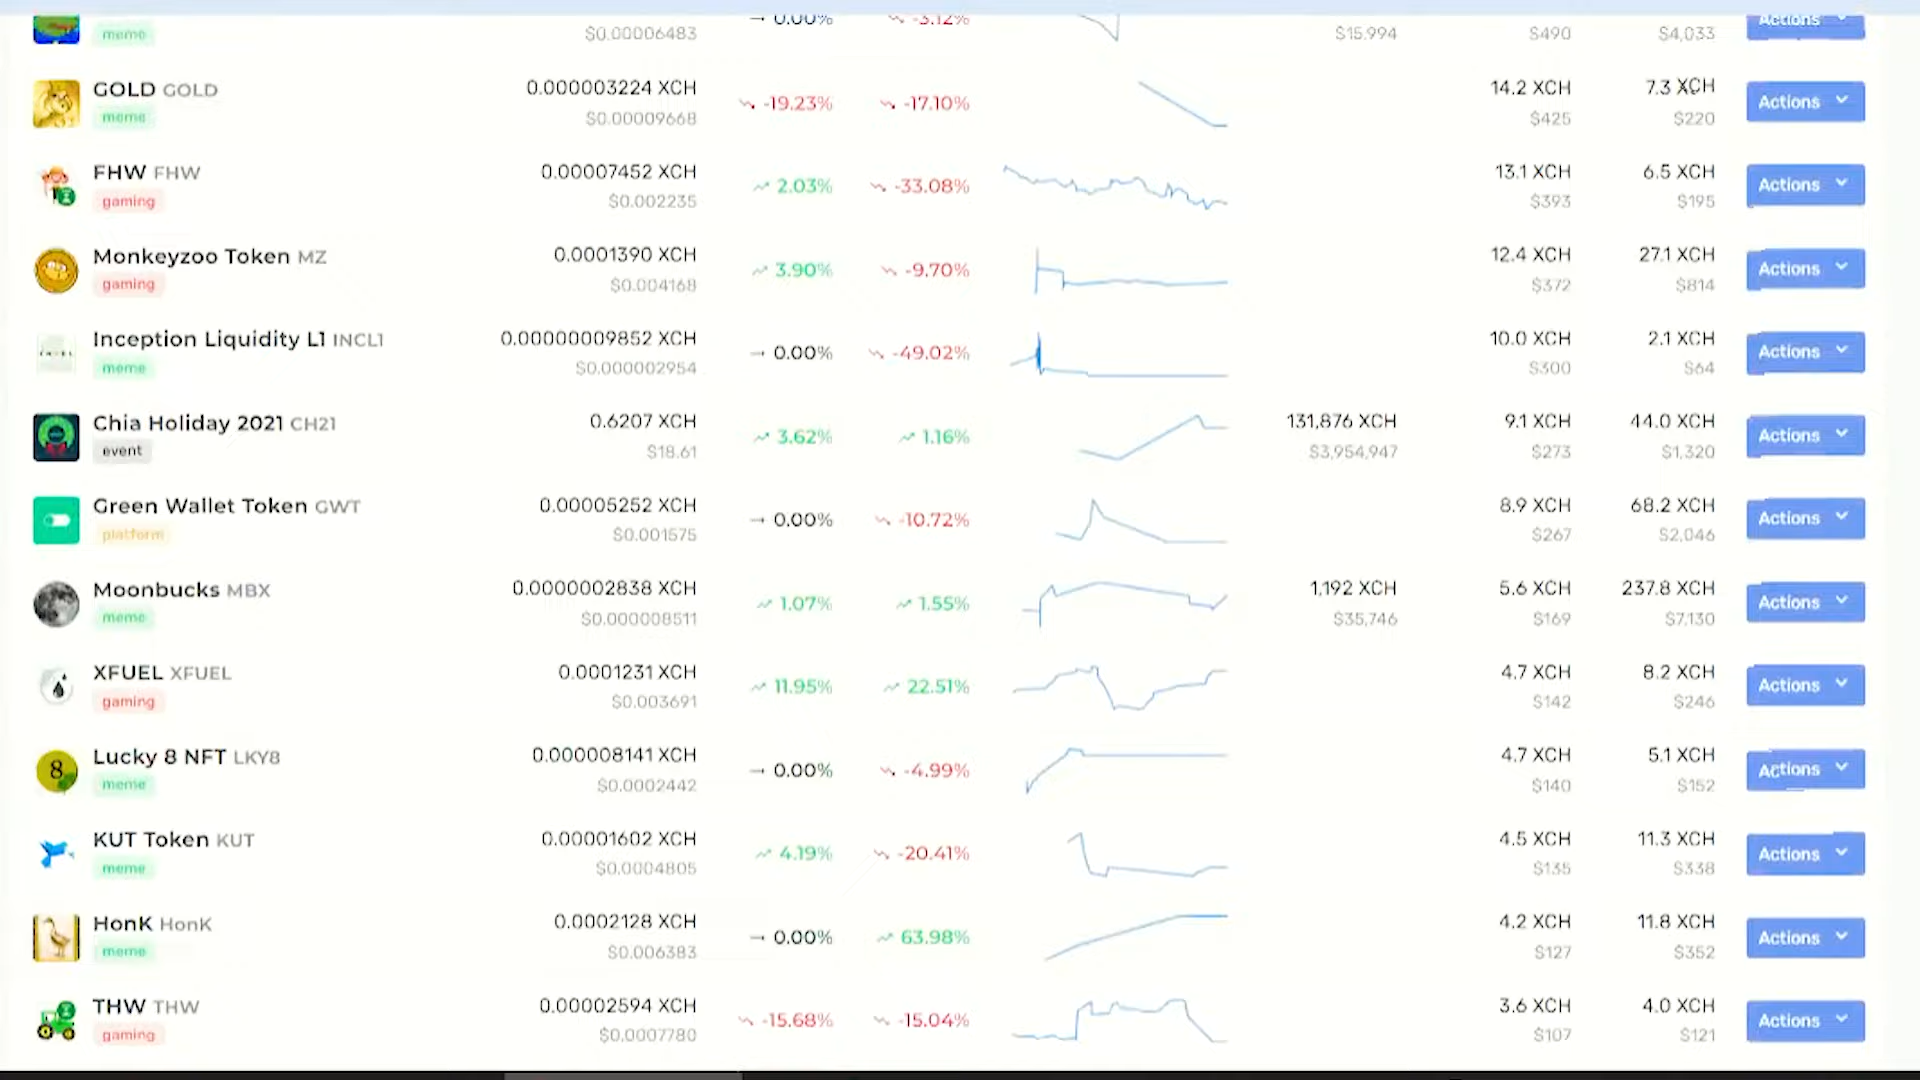 0.00% -3.12% Actions
meme $0.00006483 $15,994 $490 $4,033
GOLD GOLD 0.000003224 XCH -19.23% -17.10% 14.2 XCH 7.3 XCH Actions
meme $0.00009668 $425 $220
FHW FHW 0.00007452 XCH 2.03% -33.08% 13.1 XCH 6.5 XCH Actions
gaming $0.002235 $393 $195
Monkeyzoo Token MZ 0.0001390 XCH 3.90% -9.70% 12.4 XCH 27.1 XCH Actions
gaming $0.004168 $372 $814
Inception Liquidity L1 INCL1 0.00000009852 XCH 0.00% -49.02% 10.0 XCH 2.1 XCH Actions
meme $0.000002954 $300 $64
Chia Holiday 2021 CH21 0.6207 XCH 3.62% 1.16% 131,876 XCH 9.1 XCH 44.0 XCH Actions
event $18.61 $3,954,947 $273 $1,320
Green Wallet Token GWT 0.00005252 XCH 0.00% -10.72% 8.9 XCH 68.2 XCH Actions
platform $0.001575 $267 $2,046
Moonbucks MBX 0.0000002838 XCH 1.07% 1.55% 1,192 XCH 5.6 XCH 237.8 XCH Actions
meme $0.000008511 $35,746 $169 $7,130
XFUEL XFUEL 0.0001231 XCH 11.95% 22.51% 4.7 XCH 8.2 XCH Actions
gaming $0.003691 $142 $246
Lucky 8 NFT LKY8 0.000008141 XCH 0.00% -4.99% 4.7 XCH 5.1 XCH Actions
8
meme $0.0002442 $140 $152
KUT Token KUT 0.00001602 XCH 4.19% -20.41% 4.5 XCH 11.3 XCH Actions
meme $0.0004805 $135 $338
HonK HonK 0.0002128 XCH 0.00% 63.98% 4.2 XCH 11.8 XCH Actions
meme $0.006383 $127 $352
THW THW 0.00002594 XCH -15.68% -15.04% 3.6 XCH 4.0 XCH Actions
gaming $0.0007780 $107 $121